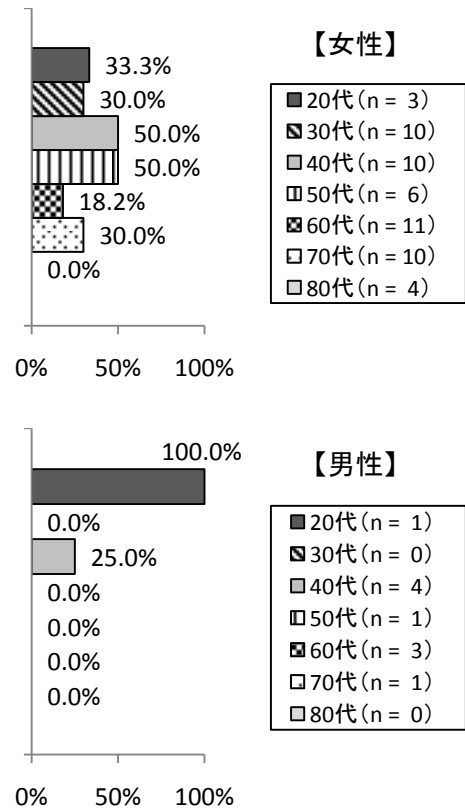 【女性】
33.3%
30.0%
50.0%
50.0%
18.2%
30.0%
0.0%
20代(n = 3)
30代(n = 10)
40代(n = 10)
50代(n = 6)
60代(n = 11)
70代(n = 10)
80代(n = 4)
0% 50% 100%
【男性】
100.0%
0.0%
25.0%
0.0%
0.0%
0.0%
0.0%
20代(n = 1)
30代(n = 0)
40代(n = 4)
50代(n = 1)
60代(n = 3)
70代(n = 1)
80代(n = 0)
0% 50% 100%